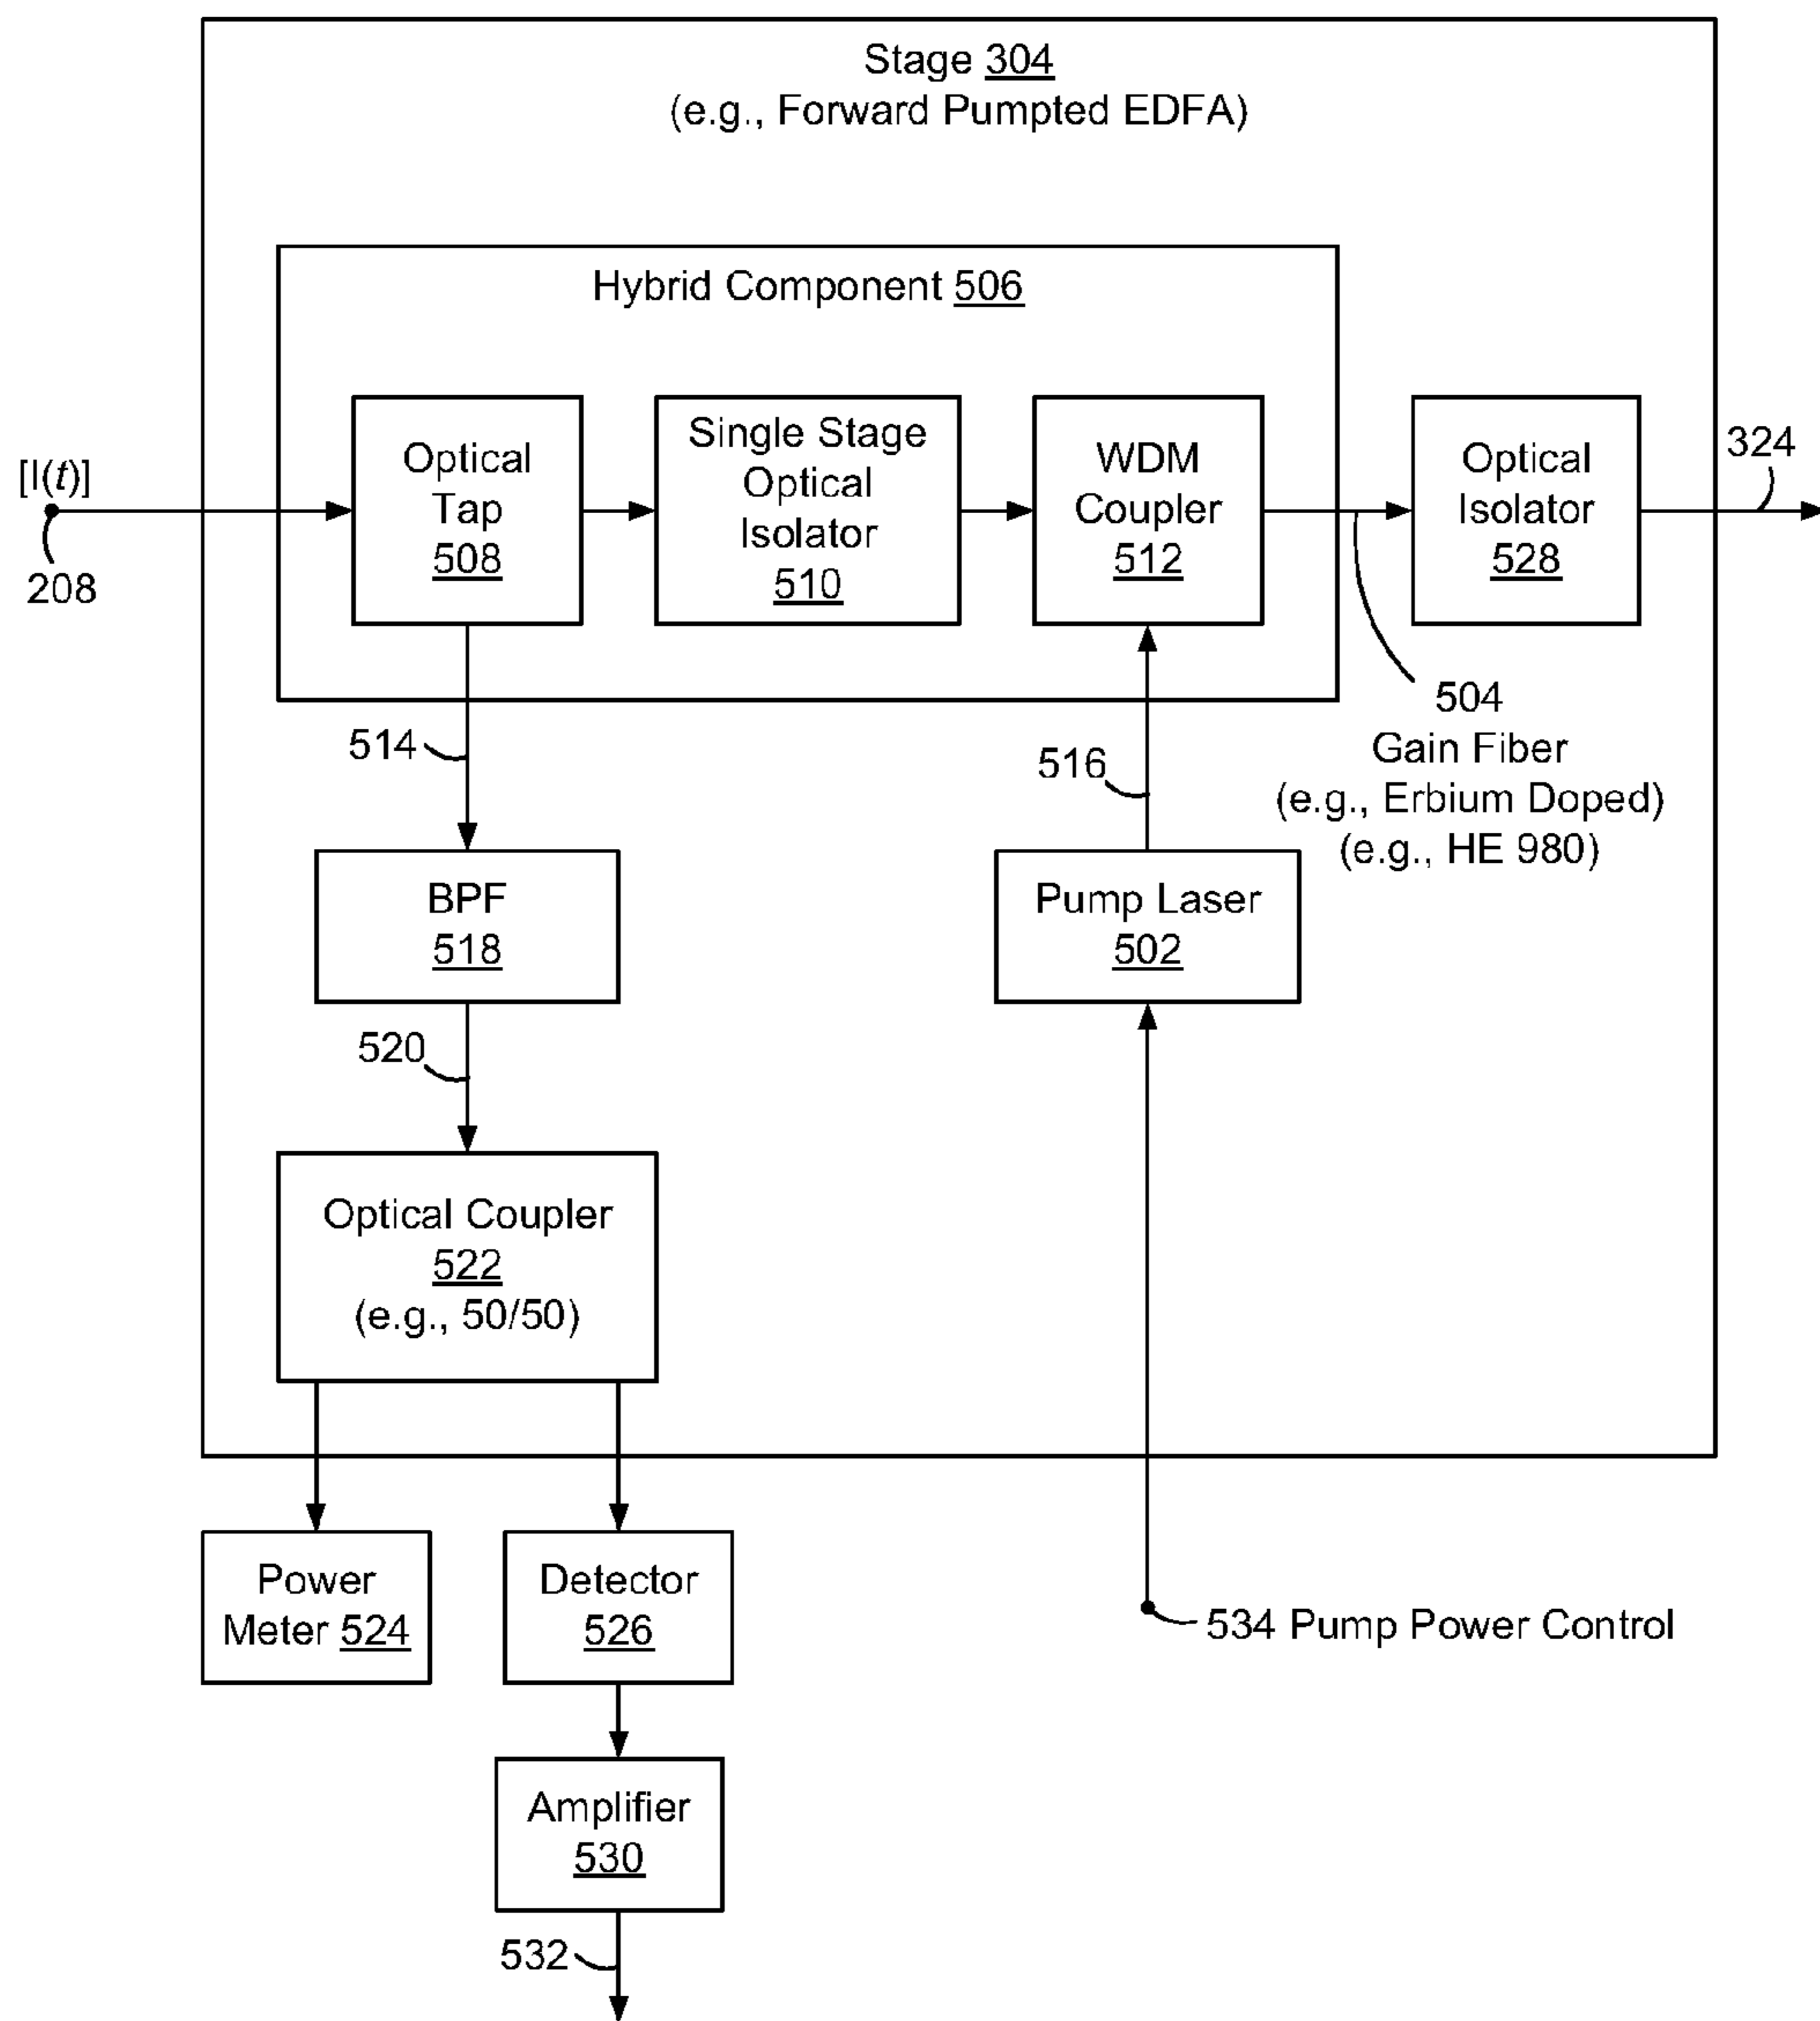 Stage 304
(e.g., Forward Pumpted EDFA)
Hybrid Component 506
[I(t)]
208
Optical
Tap
508
Single Stage
Optical
Isolator
510
WDM
Coupler
512
Optical
Isolator
528
324
514
516
504
Gain Fiber
(e.g., Erbium Doped)
(e.g., HE 980)
BPF
518
Pump Laser
502
520
Optical Coupler
522
(e.g., 50/50)
Power
Meter 524
Detector
526
534 Pump Power Control
Amplifier
530
532